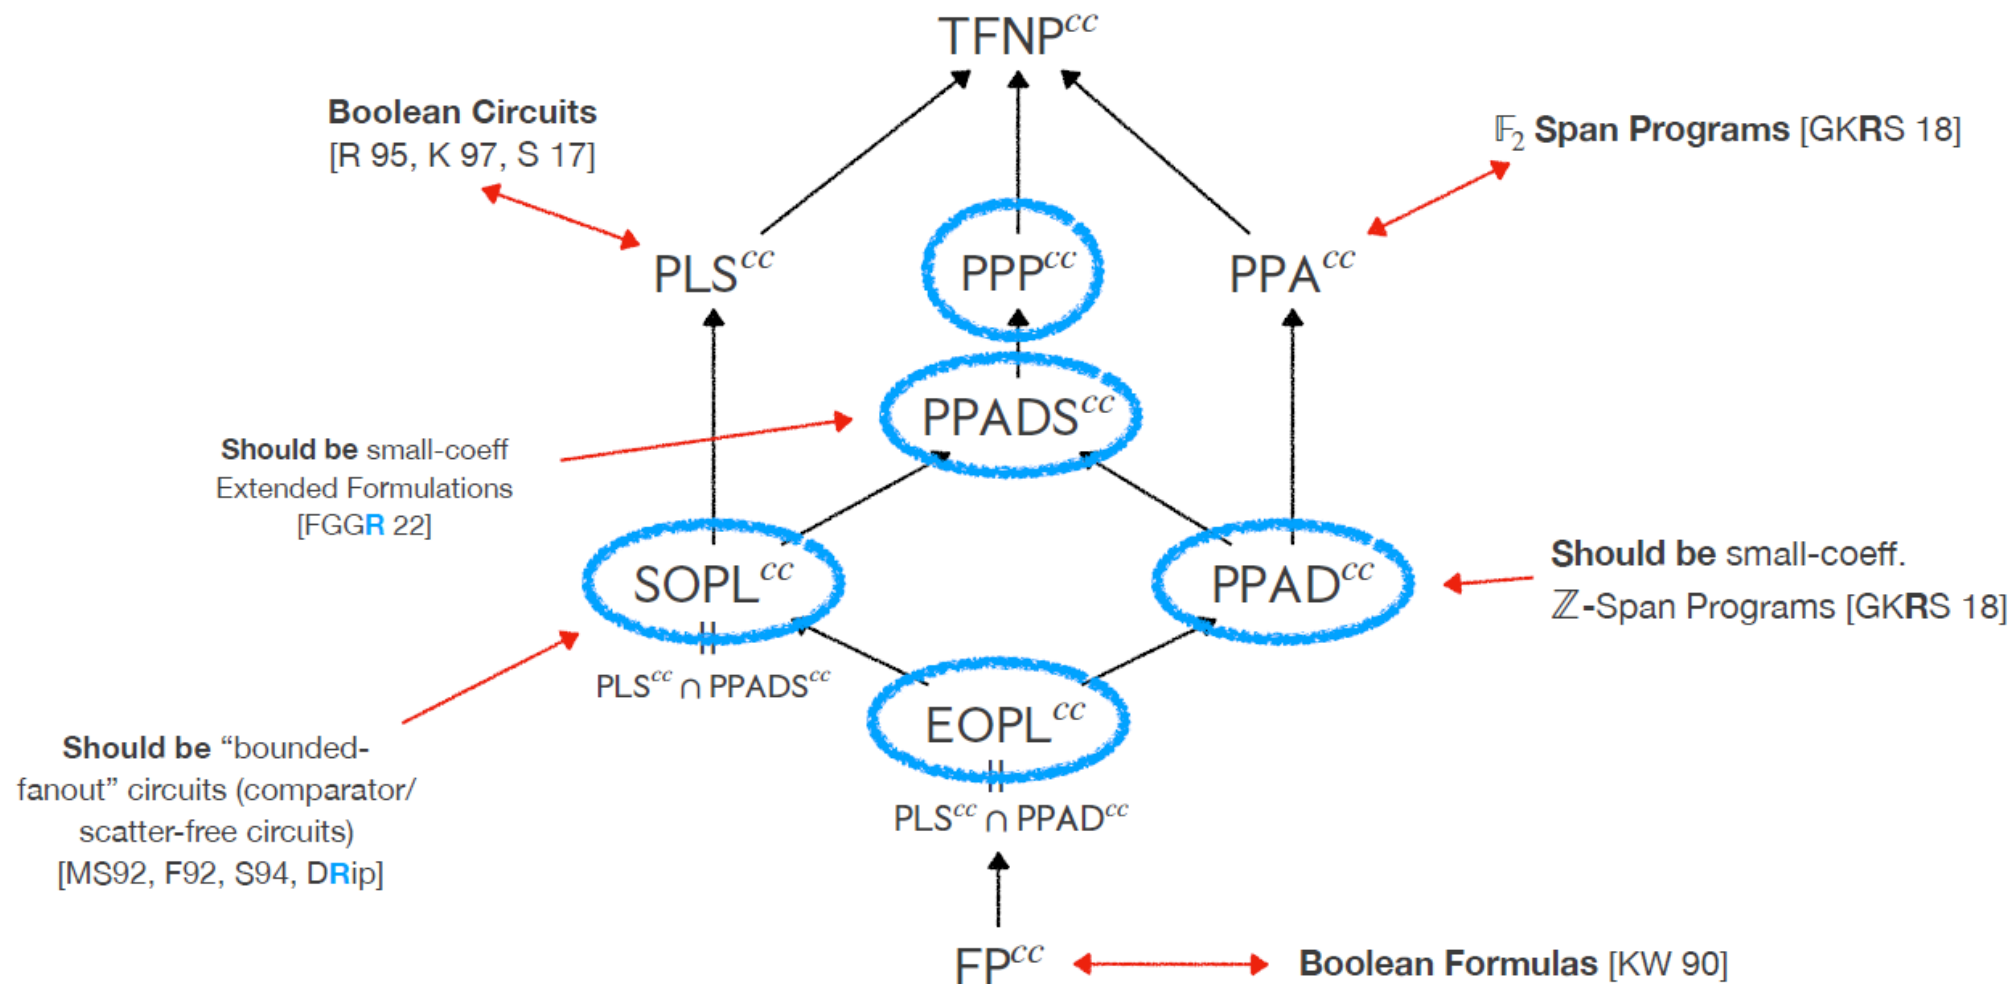 TFNP^cc
Boolean Circuits
[R 95, K 97, S 17]
𝔽₂ Span Programs [GKRS 18]
PLS^cc
PPP^cc
PPA^cc
PPADS^cc
Should be small-coeff
Extended Formulations
[FGGR 22]
SOPL^cc
||
PLS^cc ∩ PPADS^cc
PPAD^cc
Should be small-coeff.
ℤ-Span Programs [GKRS 18]
EOPL^cc
||
PLS^cc ∩ PPAD^cc
Should be “bounded-
fanout” circuits (comparator/
scatter-free circuits)
[MS92, F92, S94, DRip]
FP^cc
Boolean Formulas [KW 90]